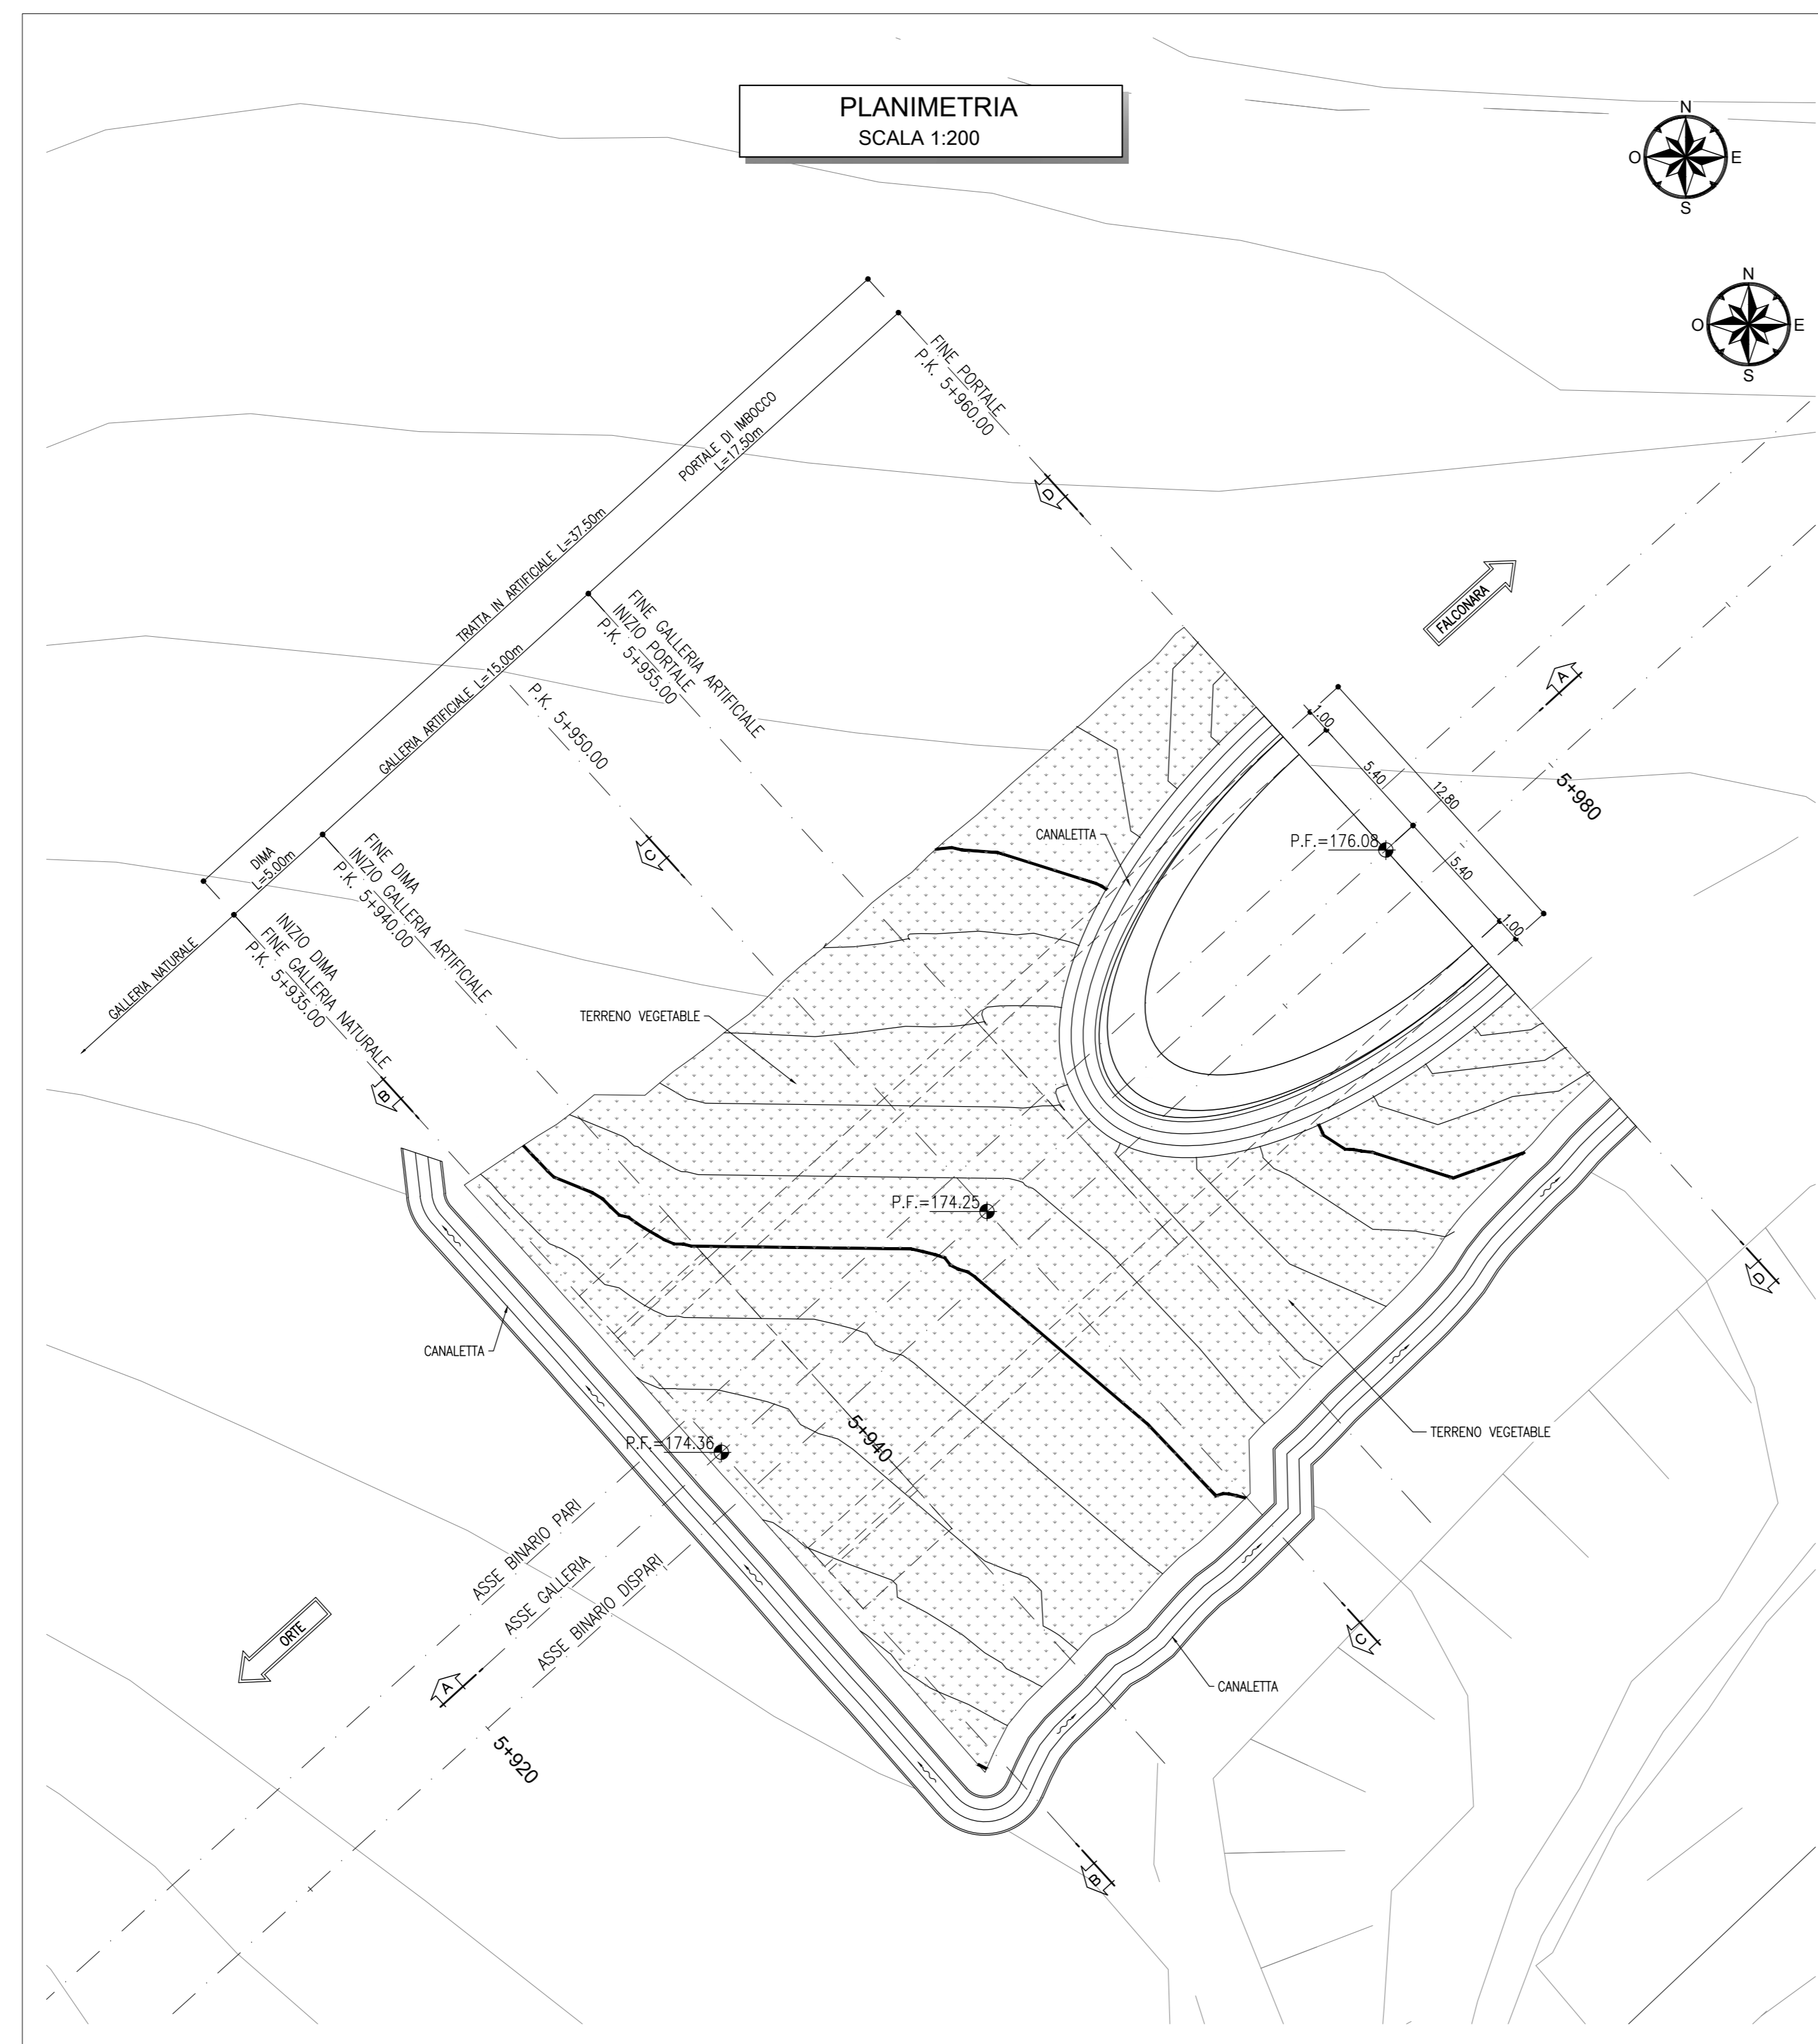 PLANIMETRIA
SCALA 1:200
N
O
E
S
N
O
E
S
FINE PORTALE
P.K. 5+960.00
PORTALE DI IMBOCCO
L=17.50m
TRATTA IN ARTIFICIALE L=37.50m
D
FALCONARA
FINE GALLERIA ARTIFICIALE
INIZIO PORTALE
P.K. 5+955.00
GALLERIA ARTIFICIALE L=15.00m
P.K. 5+950.00
A
1.00
5.40
12.80
5+980
CANALETTA
P.F.=176.08
C
DIMA
L=5.00m
FINE DIMA
INIZIO GALLERIA ARTIFICIALE
P.K. 5+940.00
5.40
1.00
INIZIO DIMA
FINE GALLERIA NATURALE
P.K. 5+935.00
GALLERIA NATURALE
TERRENO VEGETABLE
B
P.F.=174.25
D
CANALETTA
P.F.=174.36
5+940
TERRENO VEGETABLE
ASSE BINARIO PARI
ASSE GALLERIA
ASSE BINARIO DISPARI
ORTE
C
A
CANALETTA
5+920
B